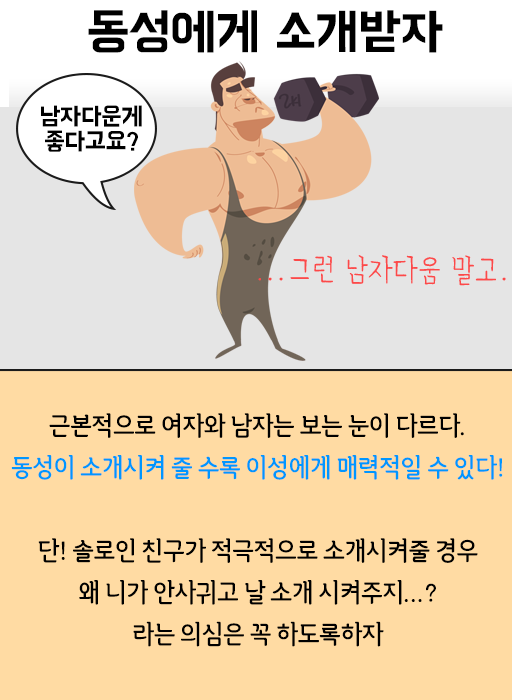 동성에게 소개받자
남자다운게
좋다고요?
...그런 남자다움 말고.
근본적으로 여자와 남자는 보는 눈이 다르다.
동성이 소개시켜 줄 수록 이성에게 매력적일 수 있다!
단! 솔로인 친구가 적극적으로 소개시켜줄 경우
왜 니가 안사귀고 날 소개 시켜주지...?
라는 의심은 꼭 하도록하자